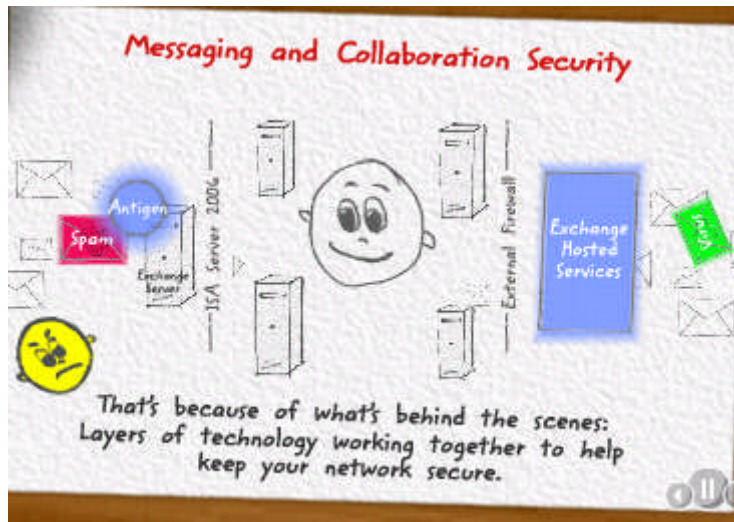 Messaging and Collaboration Security
Antigen
Spam
Exchange
Server
ISA Server 2006
External Firewall
Exchange
Hosted
Services
Virus
That's because of what's behind the scenes:
Layers of technology working together to help
keep your network secure.